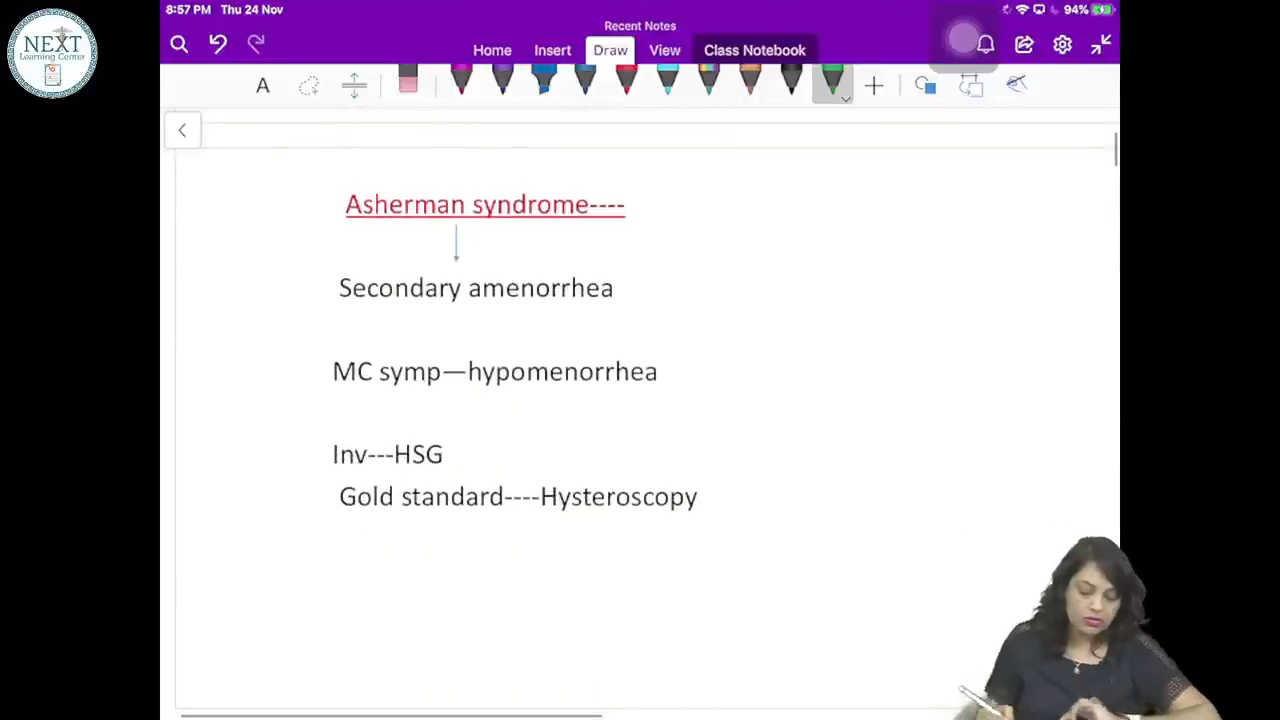 8:57 PM Thu 24 Nov
94%
Recent Notes
NEXT
Learning Center
Home Insert Draw View Class Notebook
A
Asherman syndrome----
Secondary amenorrhea
MC symp—hypomenorrhea
Inv---HSG
Gold standard----Hysteroscopy